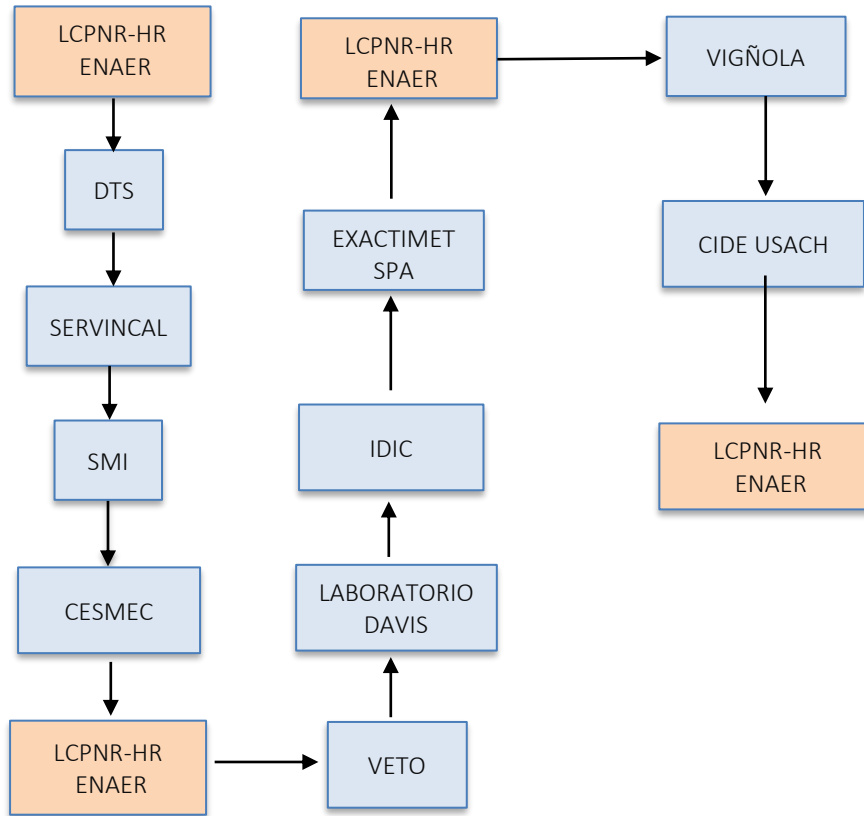 LCPNR-HR
ENAER
DTS
SERVINCAL
SMI
CESMEC
LCPNR-HR
ENAER
VETO
LABORATORIO
DAVIS
IDIC
EXACTIMET
SPA
LCPNR-HR
ENAER
VIGÑOLA
CIDE USACH
LCPNR-HR
ENAER